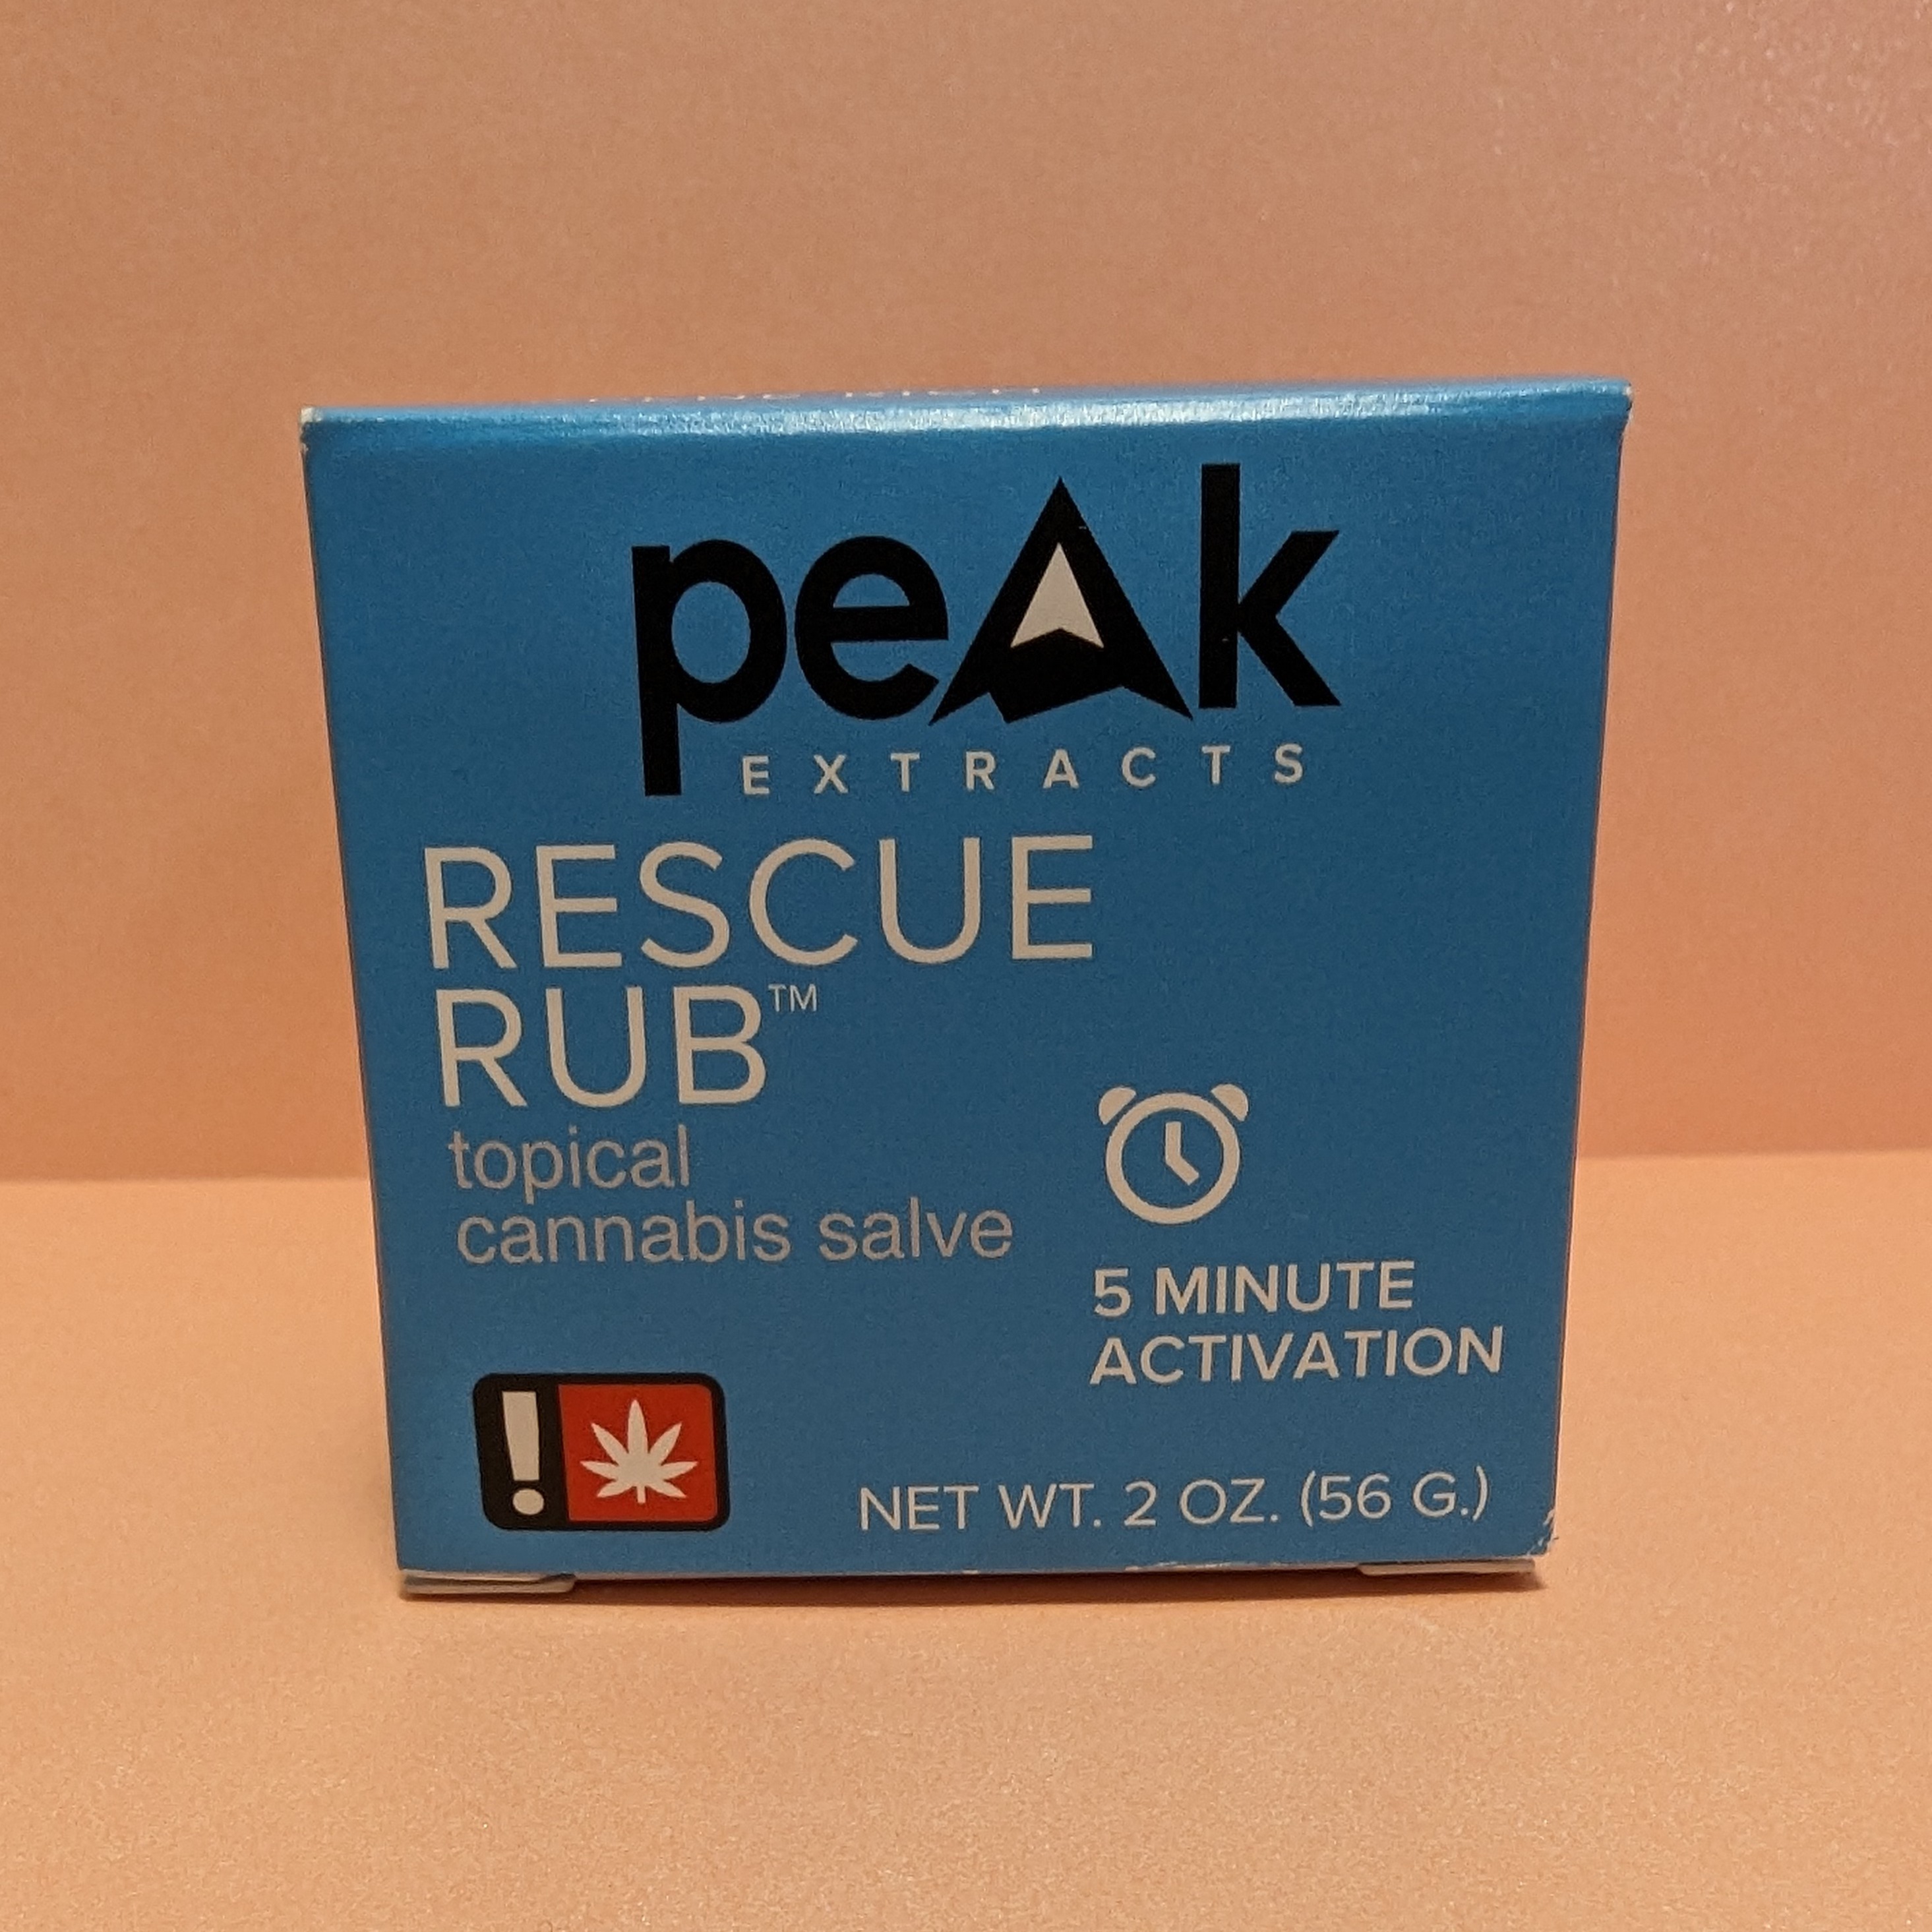 peak
EXTRACTS
RESCUE
RUB™
topical
cannabis salve
5 MINUTE
ACTIVATION
!
NET WT. 2 OZ. (56 G.)